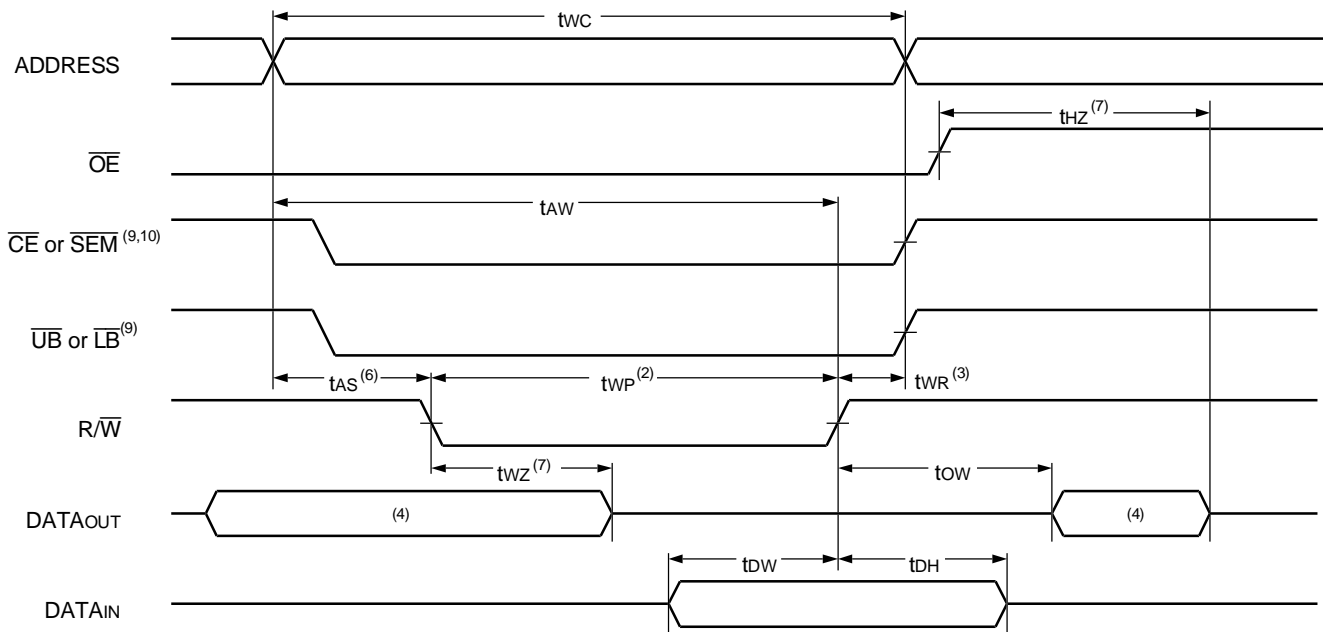 tWC
ADDRESS
tHZ(7)
OE
tAW
CE or SEM(9,10)
UB or LB(9)
tAS(6) tWP(2) tWR(3)
R/W
tWZ(7) tOW
DATAOUT (4) (4)
tDW tDH
DATAIN